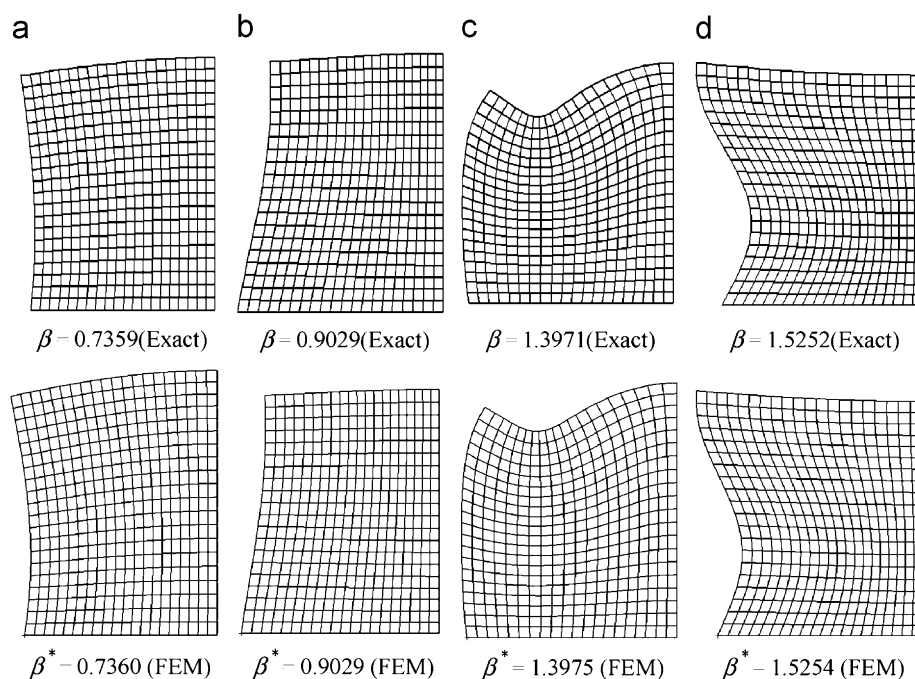 a b c d
β = 0.7359(Exact) β = 0.9029(Exact) β = 1.3971(Exact) β = 1.5252(Exact)
β* = 0.7360 (FEM) β* = 0.9029 (FEM) β* = 1.3975 (FEM) β* = 1.5254 (FEM)